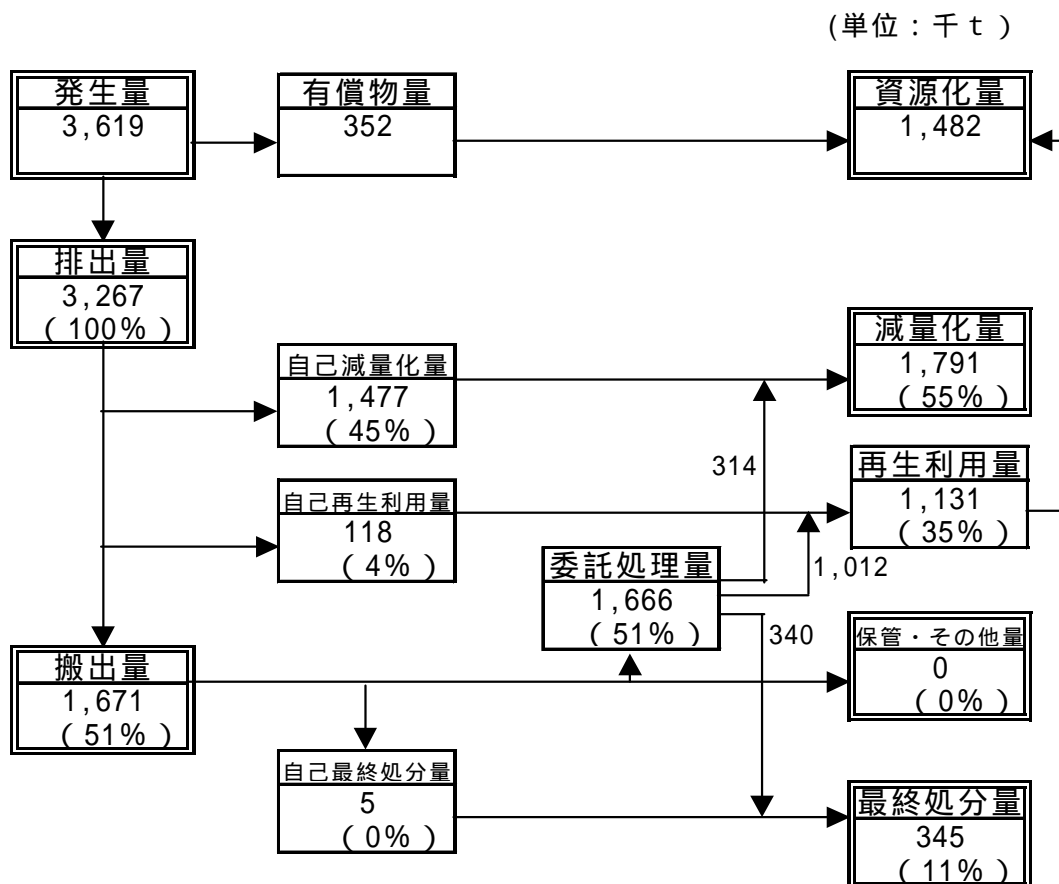 (単位：千ｔ)
発生量
3,619
有償物量
352
資源化量
1,482
排出量
3,267
(100%)
自己減量化量
1,477
(45%)
減量化量
1,791
(55%)
314
自己再生利用量
118
(4%)
再生利用量
1,131
(35%)
委託処理量
1,666
(51%)
1,012
340
搬出量
1,671
(51%)
保管・その他量
0
(0%)
自己最終処分量
5
(0%)
最終処分量
345
(11%)